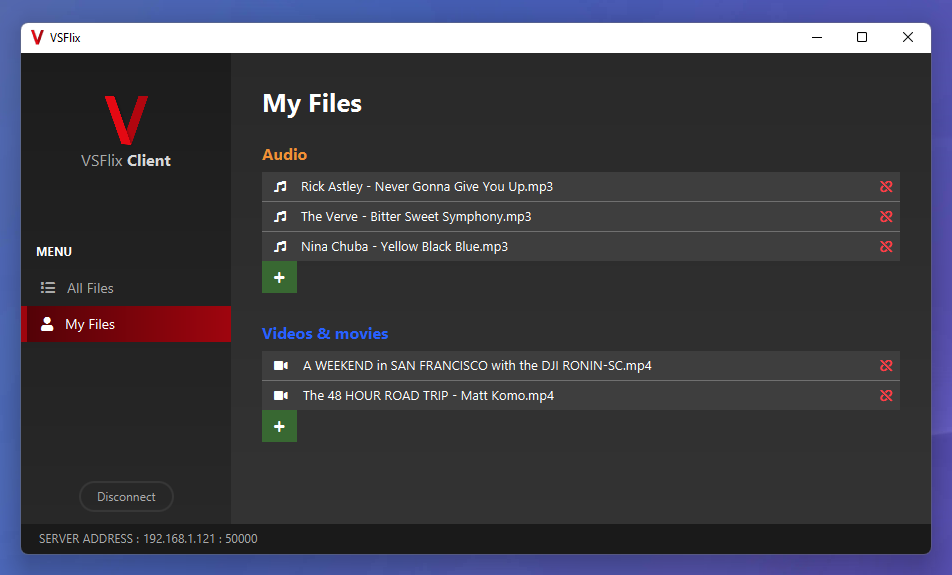 VSFlix
VSFlix Client
MENU
All Files
My Files
Disconnect
My Files
Audio
Rick Astley - Never Gonna Give You Up.mp3
The Verve - Bitter Sweet Symphony.mp3
Nina Chuba - Yellow Black Blue.mp3
+
Videos & movies
A WEEKEND in SAN FRANCISCO with the DJI RONIN-SC.mp4
The 48 HOUR ROAD TRIP - Matt Komo.mp4
+
SERVER ADDRESS : 192.168.1.121 : 50000